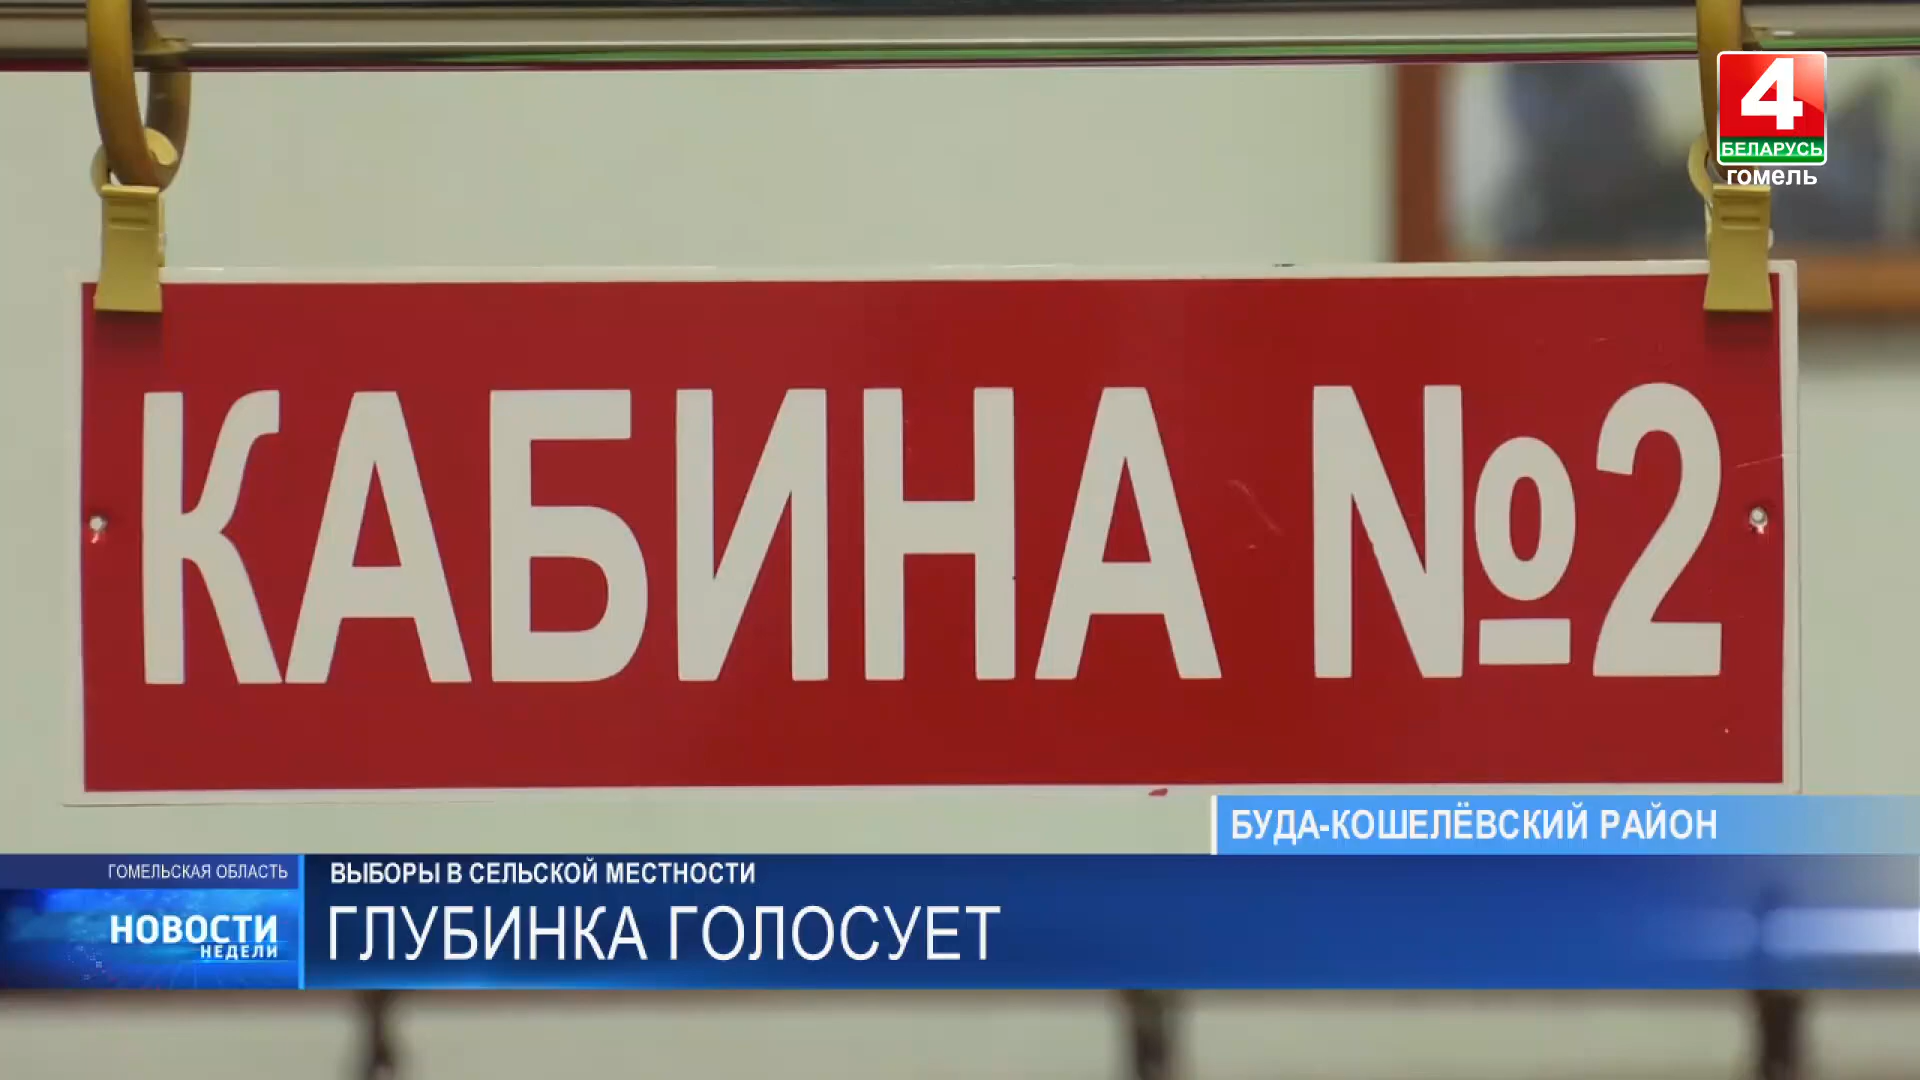 4
БЕЛАРУСЬ
гомель
КАБИНА №2
БУДА-КОШЕЛЁВСКИЙ РАЙОН
ГОМЕЛЬСКАЯ ОБЛАСТЬ
НОВОСТИ
НЕДЕЛИ
ВЫБОРЫ В СЕЛЬСКОЙ МЕСТНОСТИ
ГЛУБИНКА ГОЛОСУЕТ